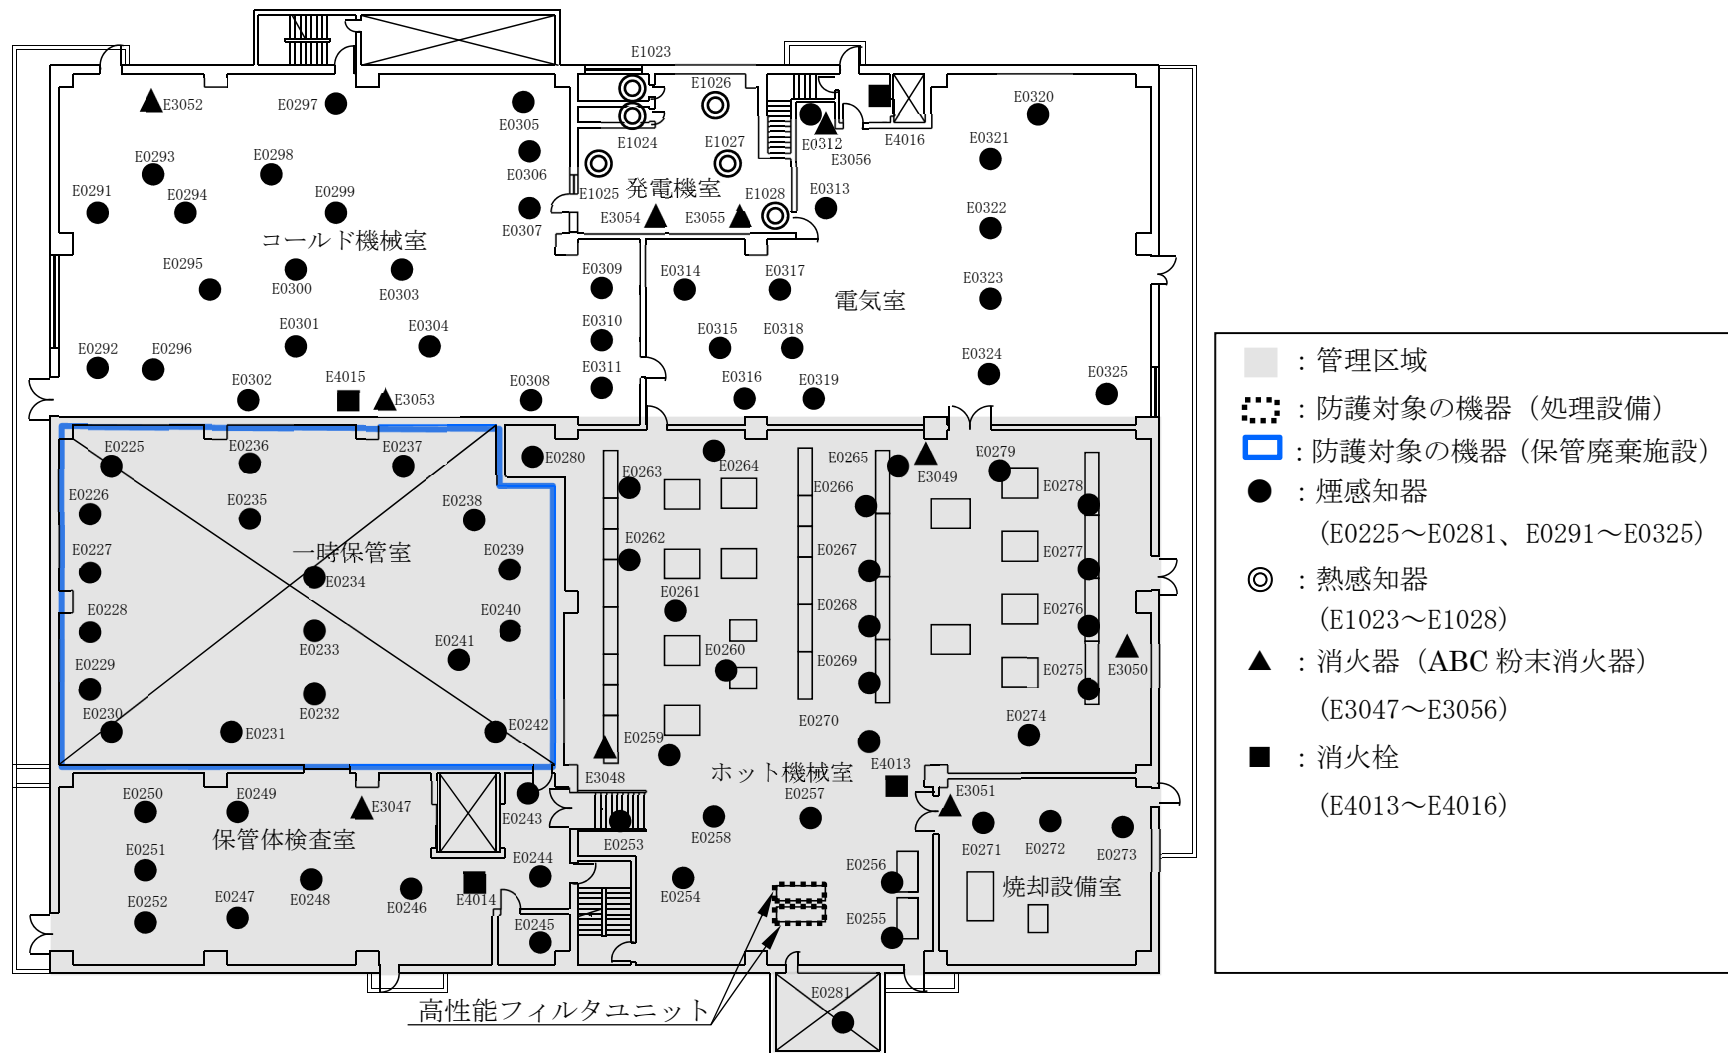 E1023
E3052
E0297
E0305
E1026
E0320
E1024
E1027
E0312
E3056
E4016
E0321
E0293
E0298
E0306
E0291
E0294
E0299
E1025
発電機室
E1028
E0313
E3054
E3055
E0307
E0322
コールド機械室
E0295
E0300
E0303
E0309
E0314
E0317
E0323
電気室
E0301
E0304
E0310
E0315
E0318
E0292
E0296
E0311
E0324
E0302
E4015
E3053
E0308
E0316
E0319
E0325
E0225
E0236
E0237
E0280
E0263
E0264
E0265
E3049
E0279
E0226
E0235
E0238
E0266
E0278
E0227
一時保管室
E0239
E0262
E0267
E0277
E0234
E0228
E0240
E0261
E0268
E0276
E0233
E0229
E0241
E0260
E0269
E0275
E3050
E0230
E0232
E0231
E0242
E0259
E0270
E0274
E3048
ホット機械室
E4013
E0250
E0249
E3047
E0243
E0257
E3051
保管体検査室
E0253
E0258
E0271
E0272
E0273
E0251
E0244
E0256
E0252
E0247
E0248
E0246
E4014
E0254
焼却設備室
E0245
E0255
E0281
高性能フィルタユニット
：管理区域
：防護対象の機器（処理設備）
：防護対象の機器（保管廃棄施設）
：煙感知器
（E0225～E0281、E0291～E0325）
：熱感知器
（E1023～E1028）
：消火器（ABC 粉末消火器）
（E3047～E3056）
：消火栓
（E4013～E4016）